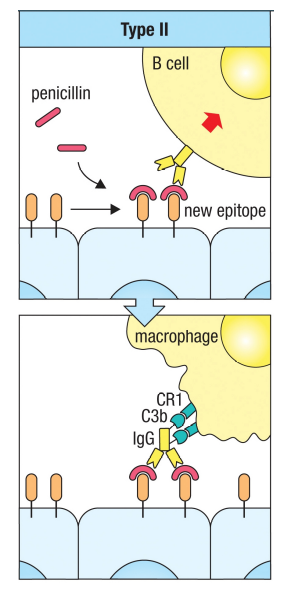 Type II
B cell
penicillin
new epitope
macrophage
CR1
C3b
IgG